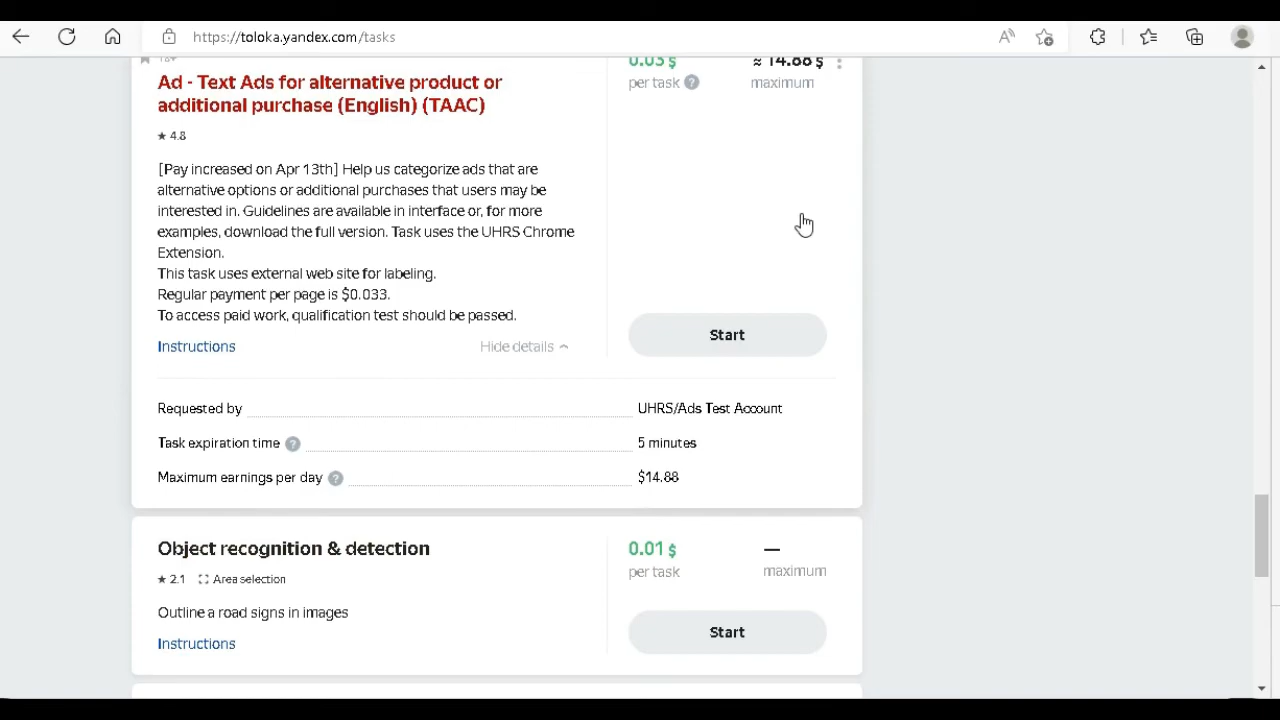 https://toloka.yandex.com/tasks
18+
0.03 $
≈ 14.88 $
Ad - Text Ads for alternative product or
additional purchase (English) (TAAC)
per task ?
maximum
★ 4.8
[Pay increased on Apr 13th] Help us categorize ads that are
alternative options or additional purchases that users may be
interested in. Guidelines are available in interface or, for more
examples, download the full version. Task uses the UHRS Chrome
Extension.
This task uses external web site for labeling.
Regular payment per page is $0.033.
To access paid work, qualification test should be passed.
Start
Instructions
Hide details
Requested by
UHRS/Ads Test Account
Task expiration time ?
5 minutes
Maximum earnings per day ?
$14.88
Object recognition & detection
0.01 $
—
per task
maximum
★ 2.1 Area selection
Outline a road signs in images
Start
Instructions